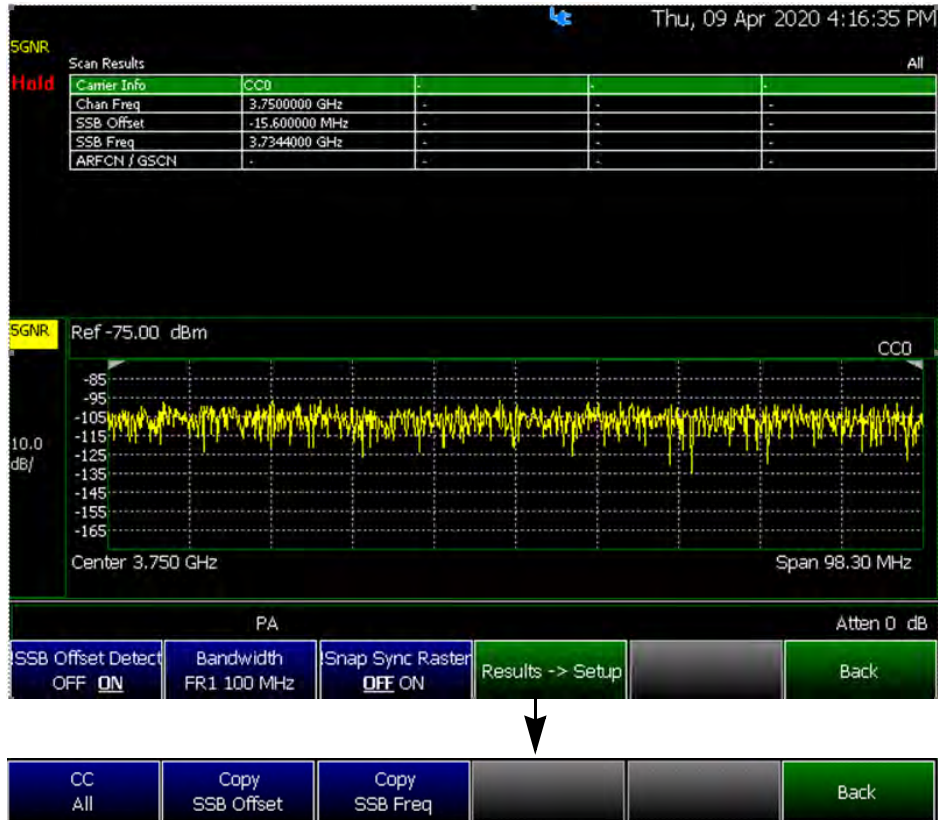 Thu, 09 Apr 2020 4:16:35 PM
5GNR
Scan Results All
Hold
Carrier Info CC0 - - -
Chan Freq 3.7500000 GHz - - -
SSB Offset -15.600000 MHz - - -
SSB Freq 3.7344000 GHz - - -
ARFCN / GSCN - - - -
5GNR
Ref -75.00 dBm
CC0
-85
-95
-105
-115
-125
-135
-145
-155
-165
10.0
dB/
Center 3.750 GHz Span 98.30 MHz
PA Atten 0 dB
!SSB Offset Detect
OFF ON
Bandwidth
FR1 100 MHz
!Snap Sync Raster
OFF ON
Results -> Setup
Back
CC
All
Copy
SSB Offset
Copy
SSB Freq
Back